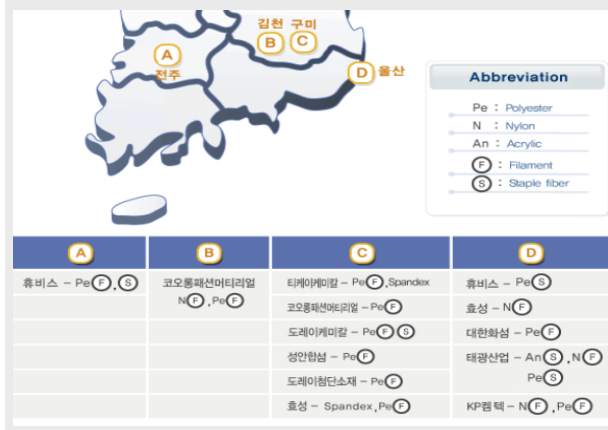 김천 구미
B C
A
전주
D 울산
Abbreviation
Pe : Polyester
N : Nylon
An : Acrylic
F : Filament
S : Staple fiber
A B C D
휴비스 - Pe F, S
코오롱패션머티리얼
N F, Pe F
티케이케미칼 - Pe F, Spandex
코오롱패션머티리얼 - Pe F
도레이케미칼 - Pe F S
성안합섬 - Pe F
도레이첨단소재 - Pe F
효성 - Spandex, Pe F
휴비스 - Pe S
효성 - N F
대한화섬 - Pe F
태광산업 - An S, N F
Pe S
KP켐텍 - N F, Pe F